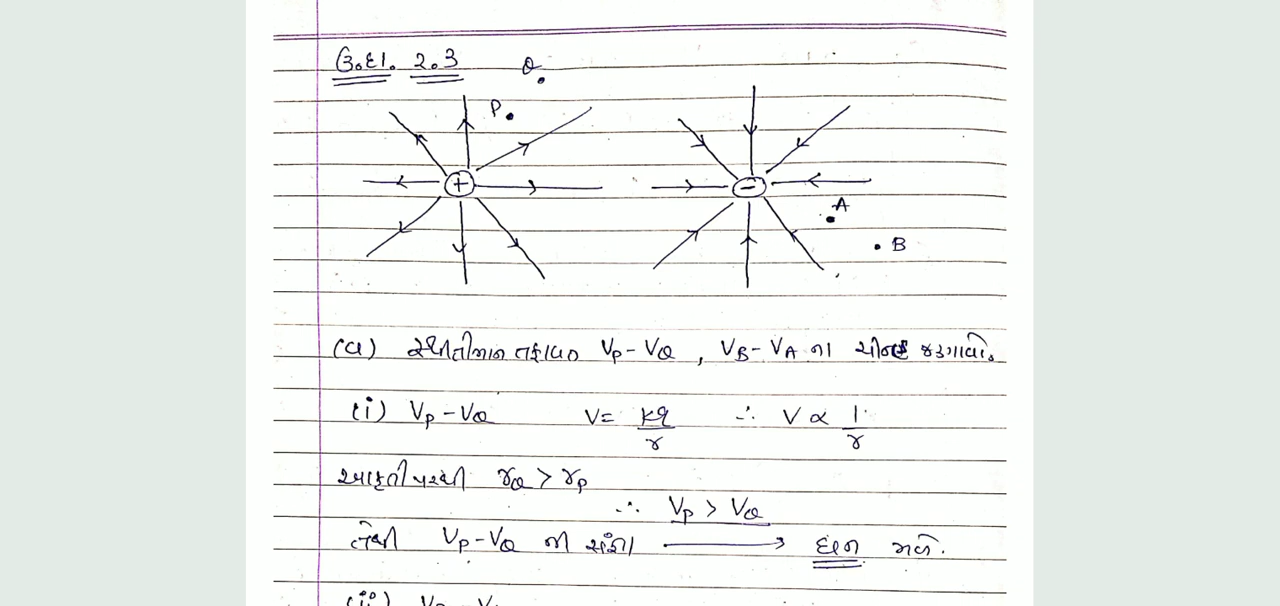 ઉ.દા. 2.3 Q.
P.
+ −
A
B
(a) સ્થિતીમાન તફાવત Vp - VQ , VB - VA ના ચીન્હ જણાવો.
(i) Vp - VQ V = kq/r ∴ V ∝ 1/r
આકૃતી પરથી rQ > rp
∴ Vp > VQ
તેથી Vp - VQ ની સંજ્ઞા → ધન મળે.
(ii)